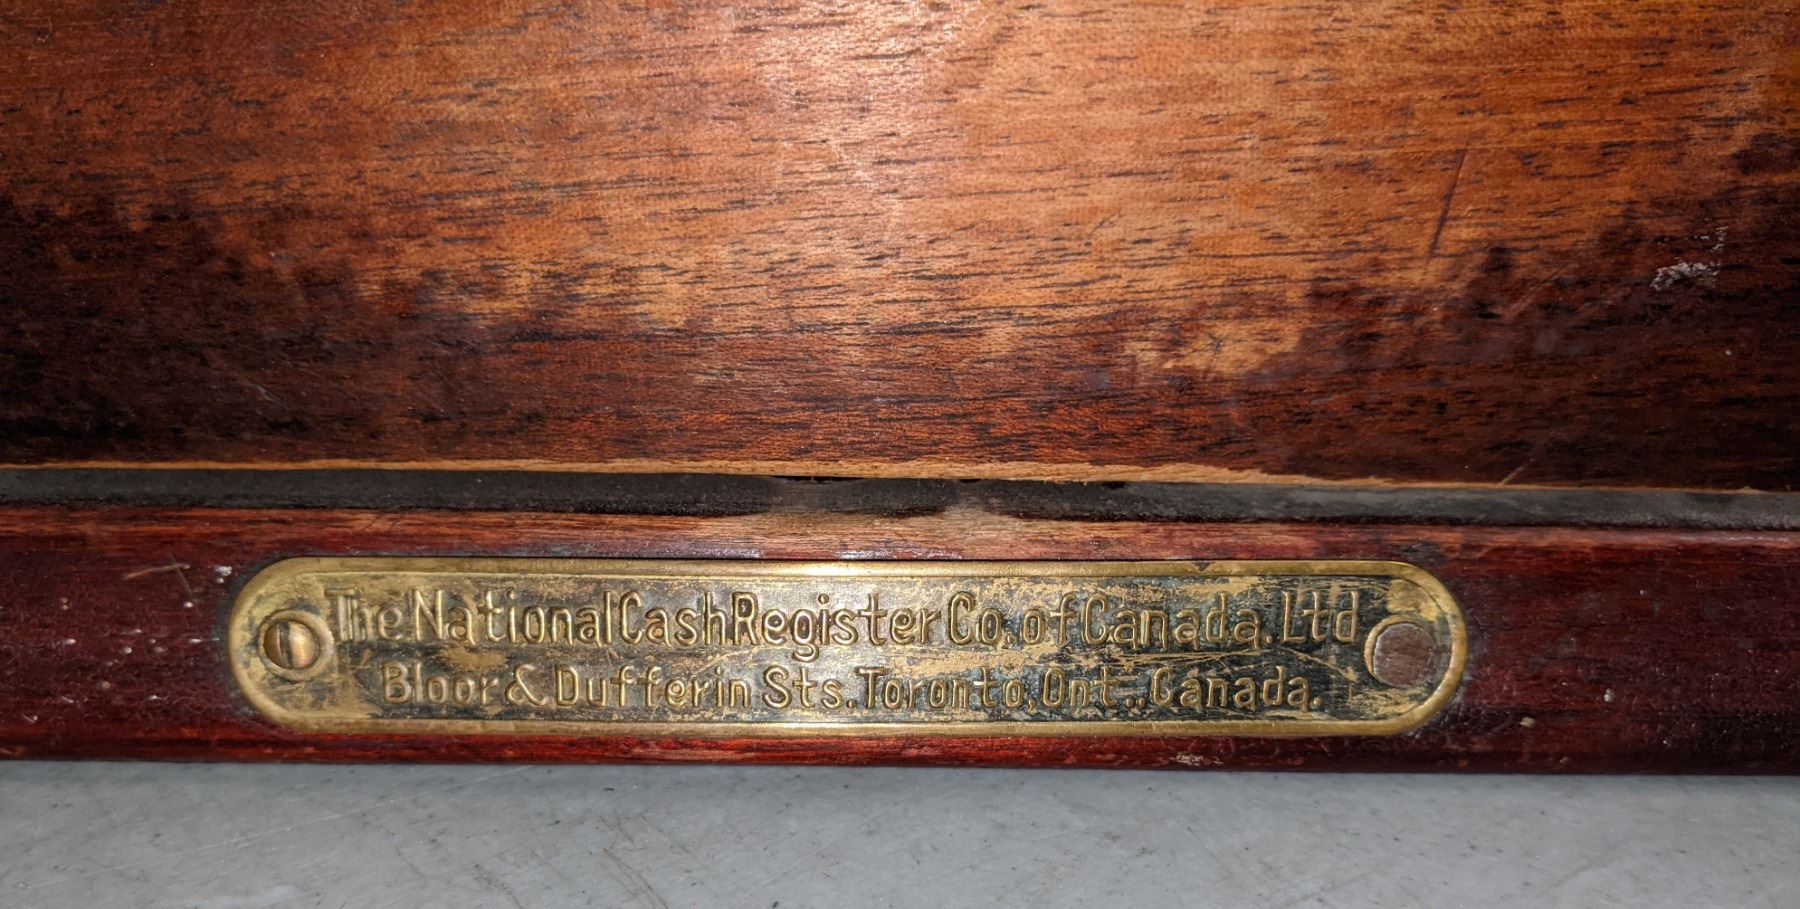 The National Cash Register Co. of Canada. Ltd
Bloor & Dufferin Sts. Toronto, Ont., Canada.